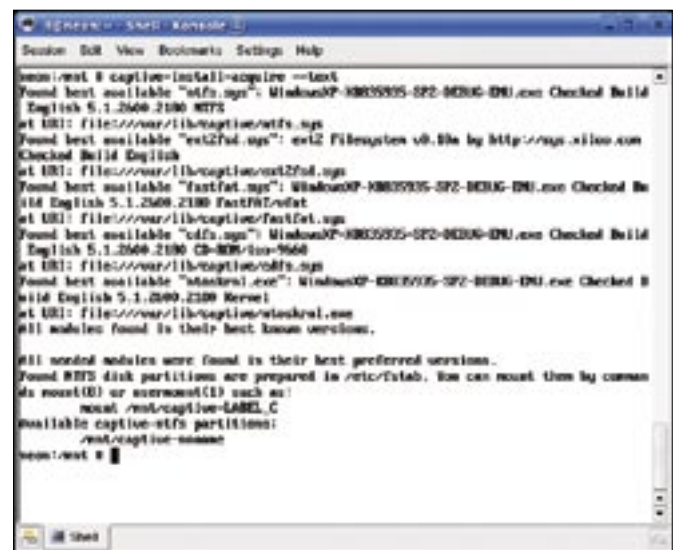 - Shell - Konsole
Session Edit View Bookmarks Settings Help
neon:/mnt # captive-install-acquire --text
Found best available "ntfs.sys": WindowsXP-KB835935-SP2-DEBUG-ENU.exe Checked Build
English 5.1.2600.2180 NTFS
at URI: file:///var/lib/captive/ntfs.sys
Found best available "ext2fsd.sys": ext2 Filesystem v0.10a by http://sys.xiloo.com
Checked Build English
at URI: file:///var/lib/captive/ext2fsd.sys
Found best available "fastfat.sys": WindowsXP-KB835935-SP2-DEBUG-ENU.exe Checked Bu
ild English 5.1.2600.2180 FastFAT/vfat
at URI: file:///var/lib/captive/fastfat.sys
Found best available "cdfs.sys": WindowsXP-KB835935-SP2-DEBUG-ENU.exe Checked Build
English 5.1.2600.2180 CD-ROM/iso-9660
at URI: file:///var/lib/captive/cdfs.sys
Found best available "ntoskrnl.exe": WindowsXP-KB835935-SP2-DEBUG-ENU.exe Checked B
uild English 5.1.2600.2180 Kernel
at URI: file:///var/lib/captive/ntoskrnl.exe
All modules found in their best known versions.
All needed modules were found in their best preferred versions.
Found NTFS disk partitions are prepared in /etc/fstab. You can mount them by comman
ds mount(8) or usermount(1) such as:
mount /mnt/captive-LABEL_C
Available captive-ntfs partitions:
/mnt/captive-noname
neon:/mnt #
Shell